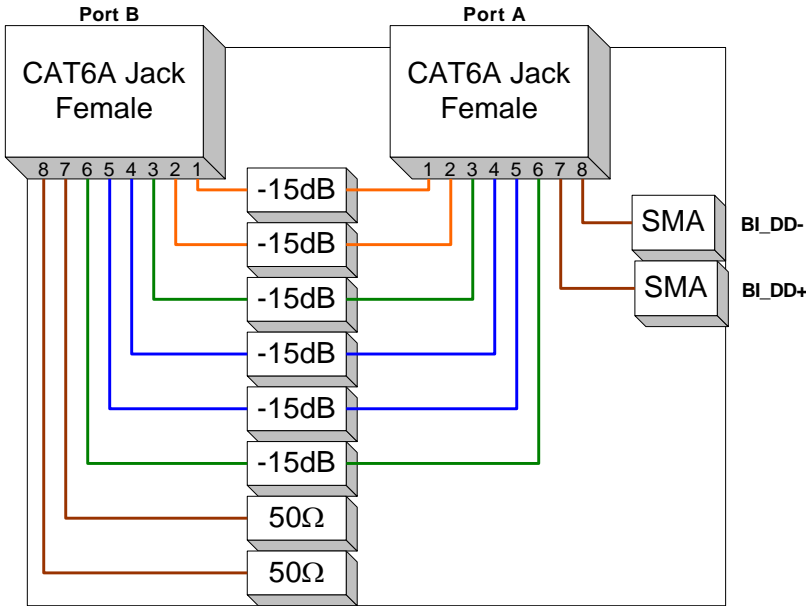 Port B
Port A
CAT6A Jack
Female
CAT6A Jack
Female
8 7 6 5 4 3 2 1
1 2 3 4 5 6 7 8
-15dB
-15dB
-15dB
-15dB
-15dB
-15dB
50Ω
50Ω
SMA
BI_DD-
SMA
BI_DD+